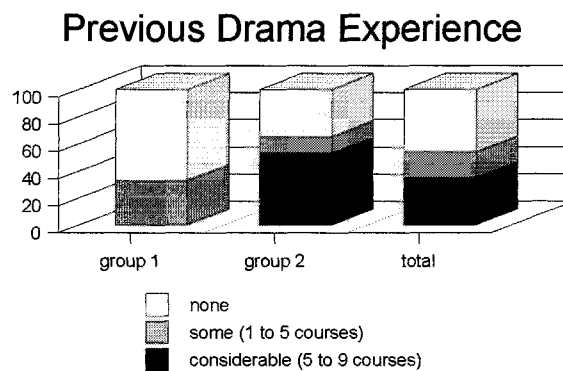 Previous Drama Experience
100
80
60
40
20
0
group 1 group 2 total
none
some (1 to 5 courses)
considerable (5 to 9 courses)